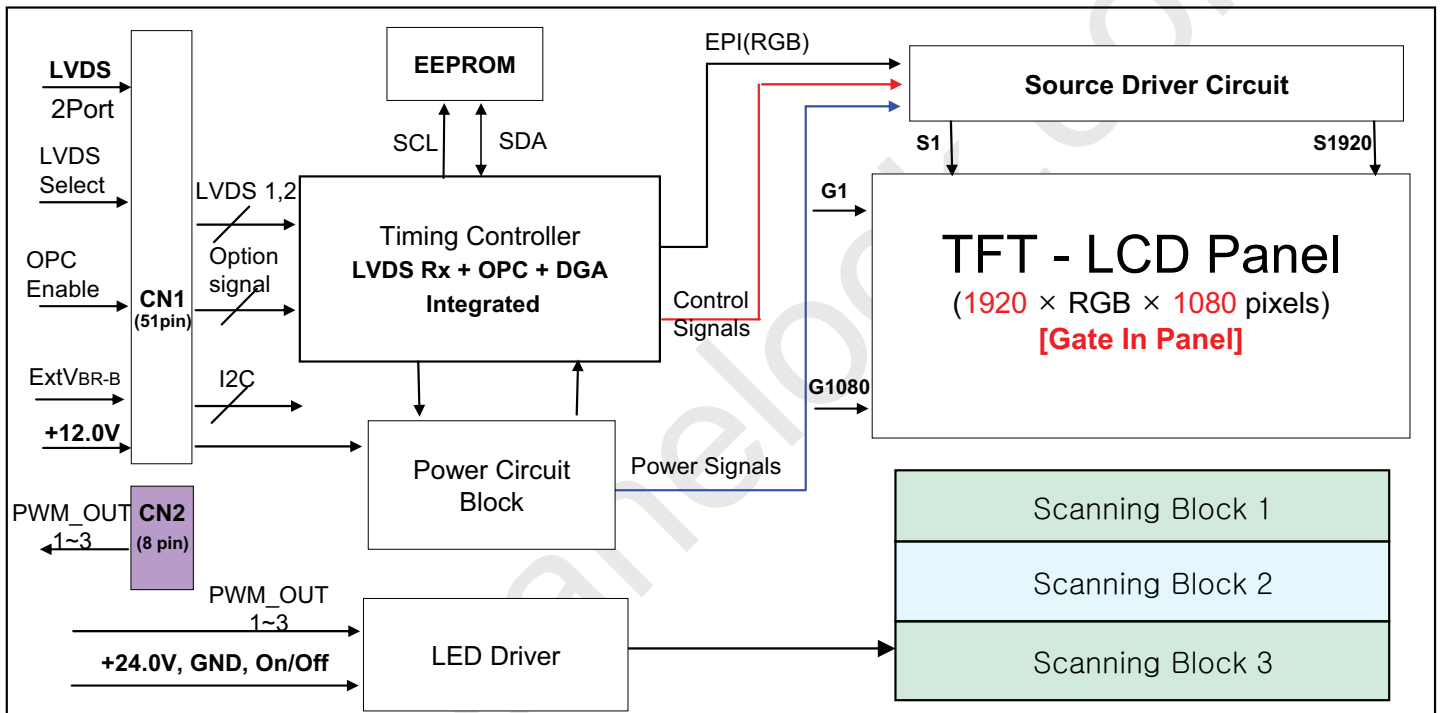 EPI(RGB)
LVDS
2Port
EEPROM
Source Driver Circuit
SCL
SDA
S1
S1920
LVDS
Select
LVDS 1,2
G1
Timing Controller
LVDS Rx + OPC + DGA
Integrated
TFT - LCD Panel
(1920 × RGB × 1080 pixels)
[Gate In Panel]
OPC
Enable
CN1
(51pin)
Option
signal
Control
Signals
ExtVBR-B
I2C
G1080
+12.0V
Power Circuit
Block
Power Signals
PWM_OUT
1~3
CN2
(8 pin)
Scanning Block 1
Scanning Block 2
Scanning Block 3
PWM_OUT
1~3
+24.0V, GND, On/Off
LED Driver